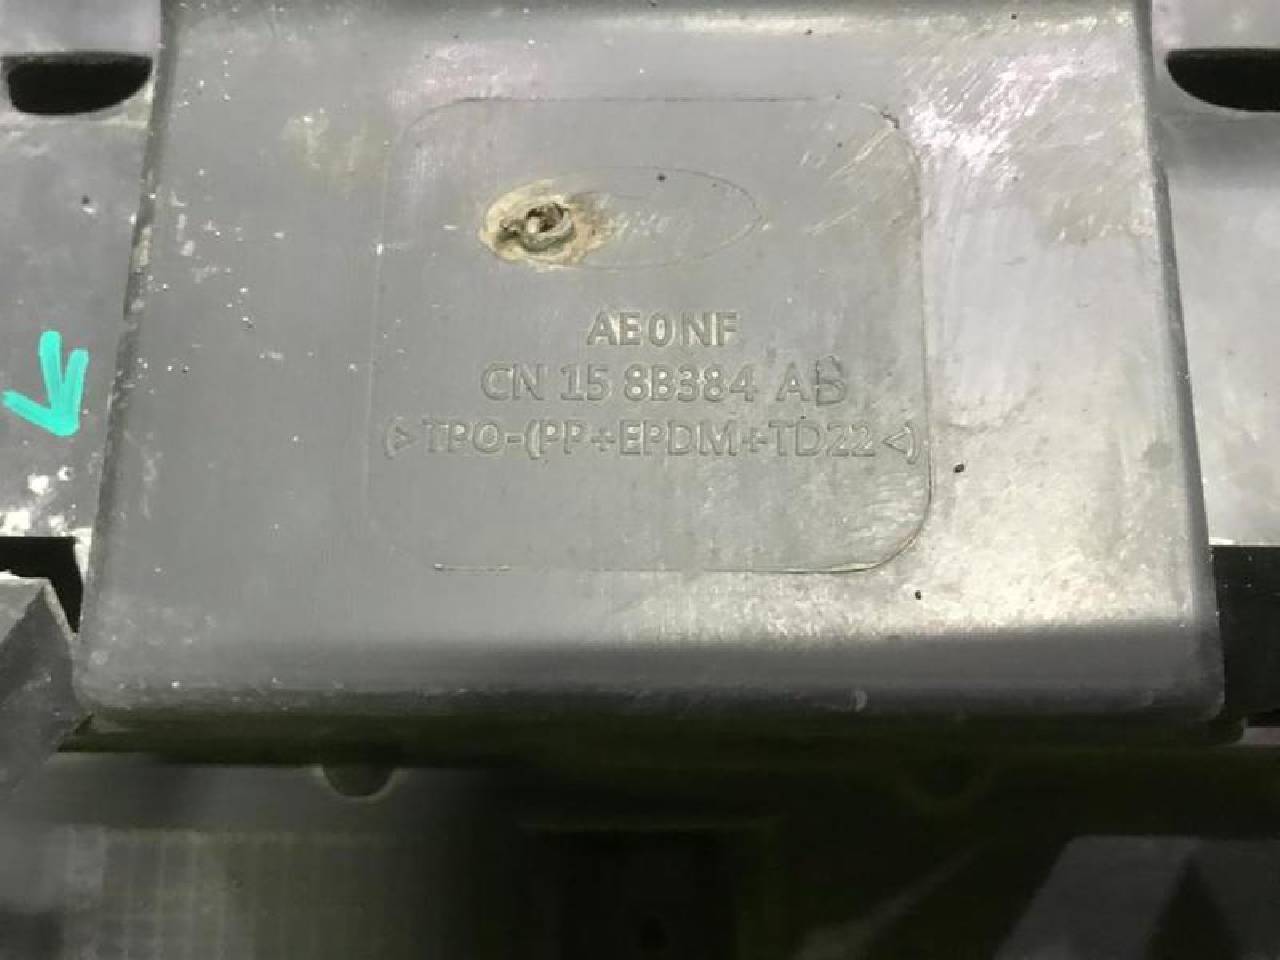 AE0NF
CN 15 8B384 AB
(>TPO-(PP+EPDM+TD22<)